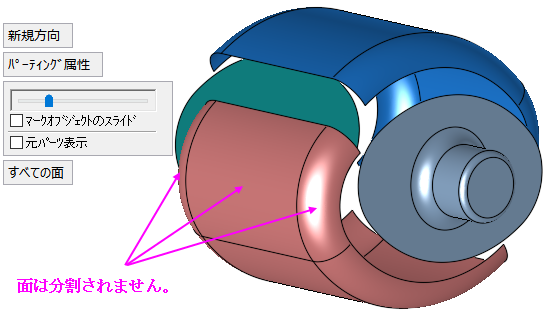 新規方向
ﾊﾟｰﾃｨﾝｸﾞ属性
ﾏｰｸｵﾌﾞｼﾞｪｸﾄのｽﾗｲﾄﾞ
元ﾊﾟｰﾂ表示
すべての面
面は分割されません。